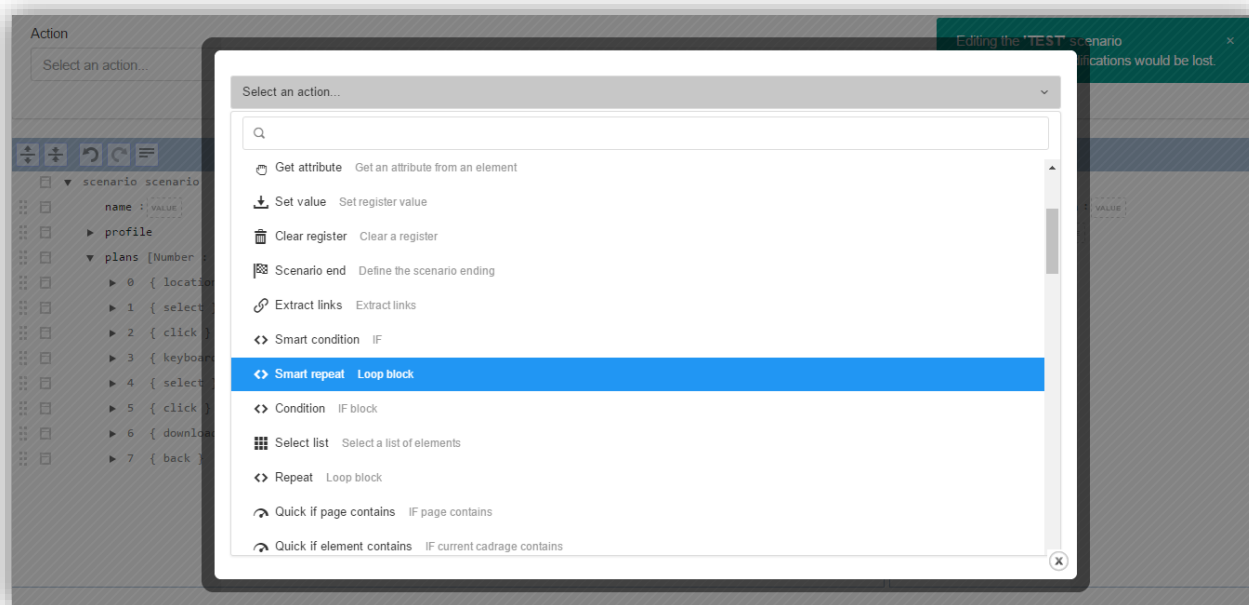 Action
Select an action...
Editing the 'TEST' scenario ×
ifications would be lost.
Select an action...
Get attribute Get an attribute from an element
Set value Set register value
Clear register Clear a register
Scenario end Define the scenario ending
Extract links Extract links
Smart condition IF
Smart repeat Loop block
Condition IF block
Select list Select a list of elements
Repeat Loop block
Quick if page contains IF page contains
Quick if element contains IF current cadrage contains
X
scenario scenario
name : VALUE
: VALUE
profile
plans [Number :
0 { location
1 { select }
2 { click }
3 { keyboard
4 { select }
5 { click }
6 { download
7 { back }